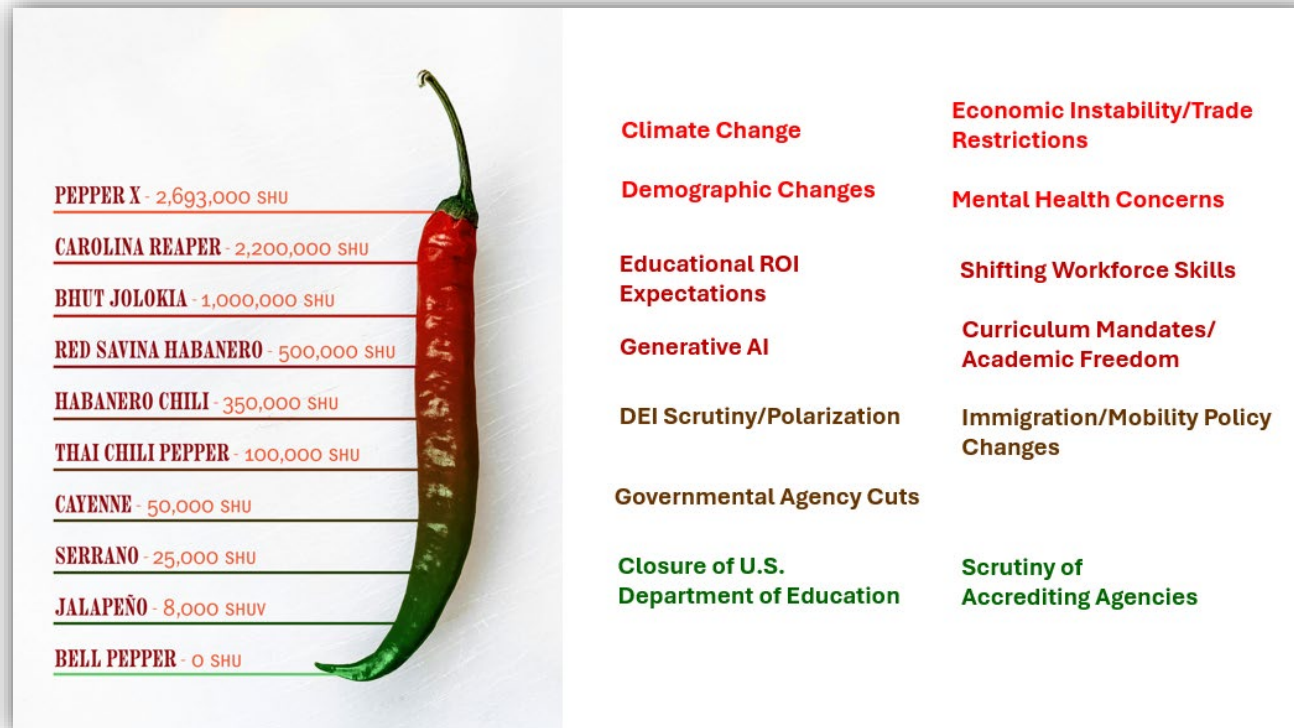 PEPPER X - 2,693,000 SHU
CAROLINA REAPER - 2,200,000 SHU
BHUT JOLOKIA - 1,000,000 SHU
RED SAVINA HABANERO - 500,000 SHU
HABANERO CHILI - 350,000 SHU
THAI CHILI PEPPER - 100,000 SHU
CAYENNE - 50,000 SHU
SERRANO - 25,000 SHU
JALAPEÑO - 8,000 SHUV
BELL PEPPER - 0 SHU
Climate Change
Economic Instability/Trade
Restrictions
Demographic Changes
Mental Health Concerns
Educational ROI
Expectations
Shifting Workforce Skills
Generative AI
Curriculum Mandates/
Academic Freedom
DEI Scrutiny/Polarization
Immigration/Mobility Policy
Changes
Governmental Agency Cuts
Closure of U.S.
Department of Education
Scrutiny of
Accrediting Agencies